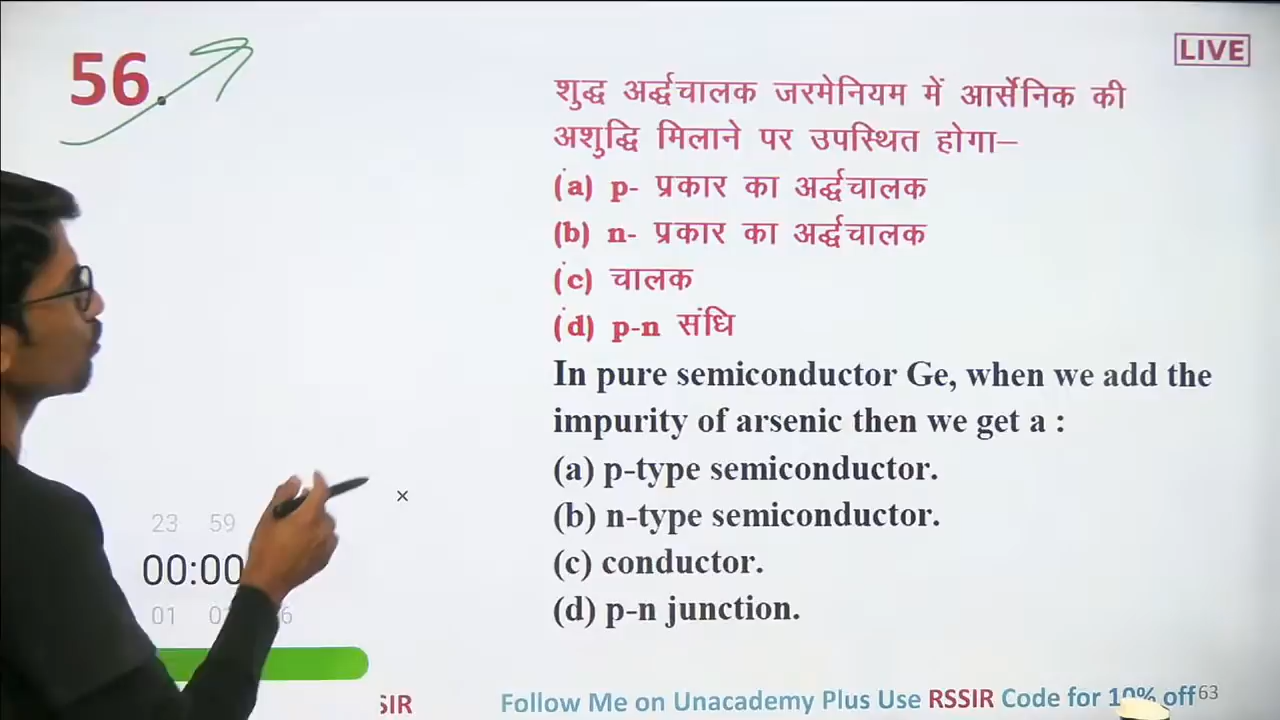 56.
LIVE
शुद्ध अर्द्धचालक जरमेनियम में आर्सेनिक की
अशुद्धि मिलाने पर उपस्थित होगा–
(a) p- प्रकार का अर्द्धचालक
(b) n- प्रकार का अर्द्धचालक
(c) चालक
(d) p-n संधि
In pure semiconductor Ge, when we add the
impurity of arsenic then we get a :
(a) p-type semiconductor.
(b) n-type semiconductor.
(c) conductor.
(d) p-n junction.
×
23 59
00:00
01
SIR
Follow Me on Unacademy Plus Use RSSIR Code for 10% off
63